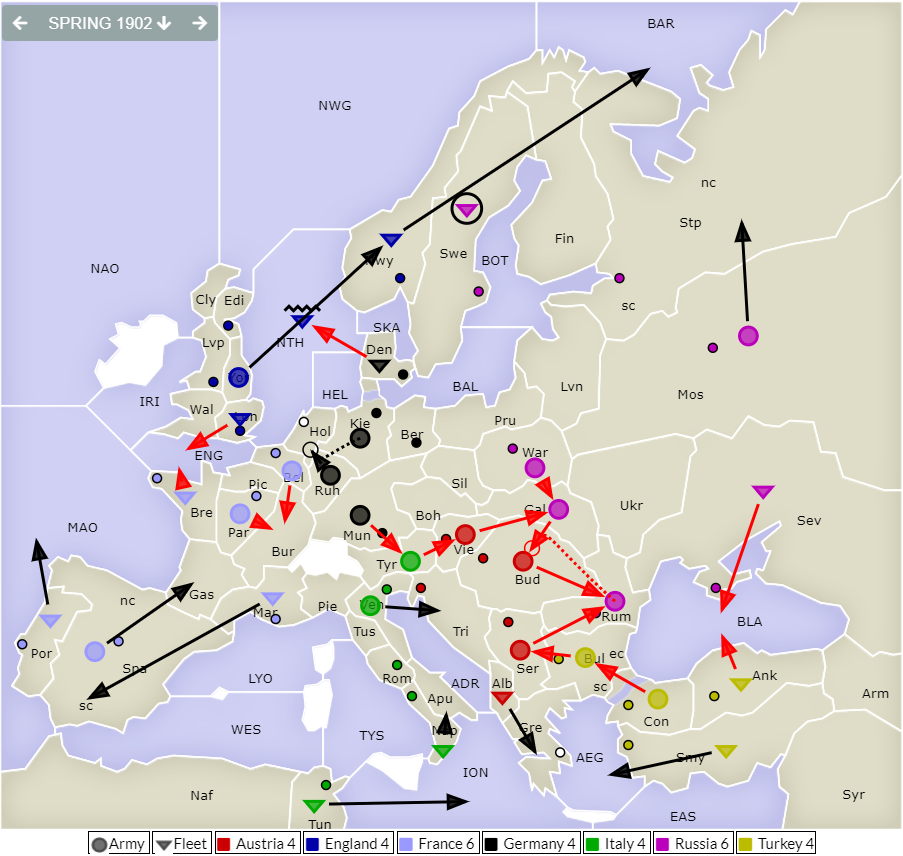 SPRING 1902
BAR
NWG
nc
Stp
NAO
Nwy
Swe
BOT
Fin
sc
Cly
Edi
SKA
NTH
Lvp
Den
Mos
HEL
BAL
Lvn
IRI
Wal
Lon
Hol
Kie
Ber
Pru
ENG
War
Bel
Ruh
Sil
Pic
Gal
Ukr
Sev
MAO
Bre
Par
Mun
Boh
Vie
Bur
Tyr
Bud
nc
Gas
Mar
Pie
Ven
Rum
BLA
Por
Tus
Tri
Spa
Ser
Bul
ec
LYO
Rom
ADR
Alb
sc
Ank
Arm
sc
Apu
Con
WES
TYS
Nap
Gre
AEG
Smy
ION
Naf
EAS
Syr
Tun
Army Fleet Austria 4 England 4 France 6 Germany 4 Italy 4 Russia 6 Turkey 4